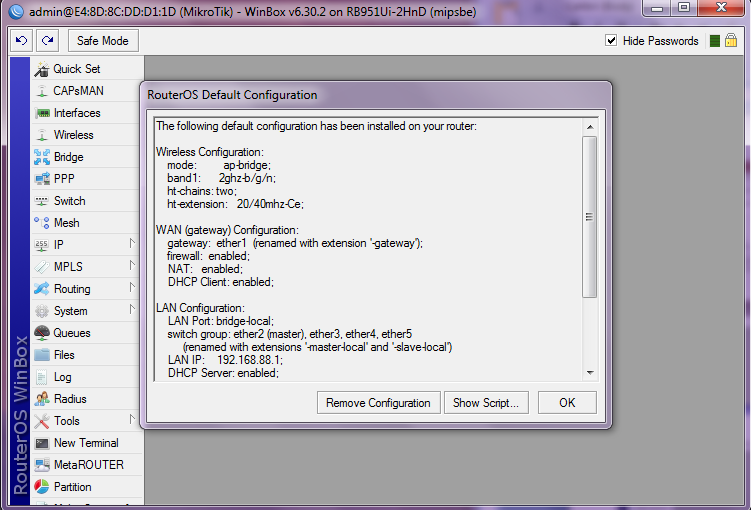 admin@E4:8D:8C:DD:D1:1D (MikroTik) - WinBox v6.30.2 on RB951Ui-2HnD (mipsbe)
Safe Mode
Hide Passwords
Quick Set
CAPsMAN
Interfaces
Wireless
Bridge
PPP
Switch
Mesh
IP
MPLS
Routing
System
Queues
Files
Log
Radius
Tools
New Terminal
MetaROUTER
Partition
RouterOS WinBox
RouterOS Default Configuration
The following default configuration has been installed on your router:
Wireless Configuration:
mode: ap-bridge;
band1: 2ghz-b/g/n;
ht-chains: two;
ht-extension: 20/40mhz-Ce;
WAN (gateway) Configuration:
gateway: ether1 (renamed with extension '-gateway');
firewall: enabled;
NAT: enabled;
DHCP Client: enabled;
LAN Configuration:
LAN Port: bridge-local;
switch group: ether2 (master), ether3, ether4, ether5
(renamed with extensions '-master-local' and '-slave-local')
LAN IP: 192.168.88.1;
DHCP Server: enabled;
Remove Configuration
Show Script...
OK